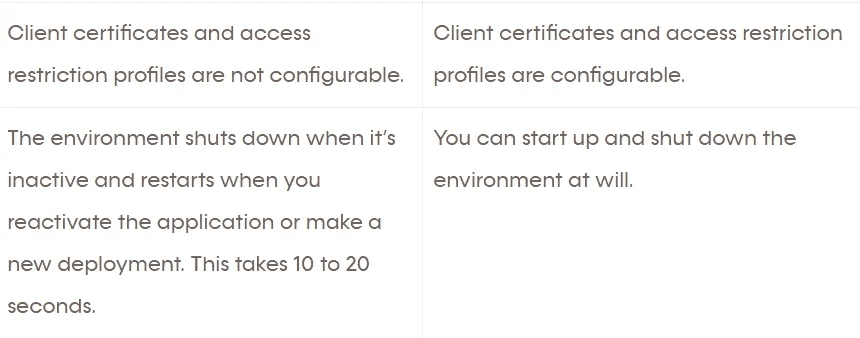 Client certificates and access
restriction profiles are not configurable.
Client certificates and access restriction
profiles are configurable.
The environment shuts down when it’s
inactive and restarts when you
reactivate the application or make a
new deployment. This takes 10 to 20
seconds.
You can start up and shut down the
environment at will.